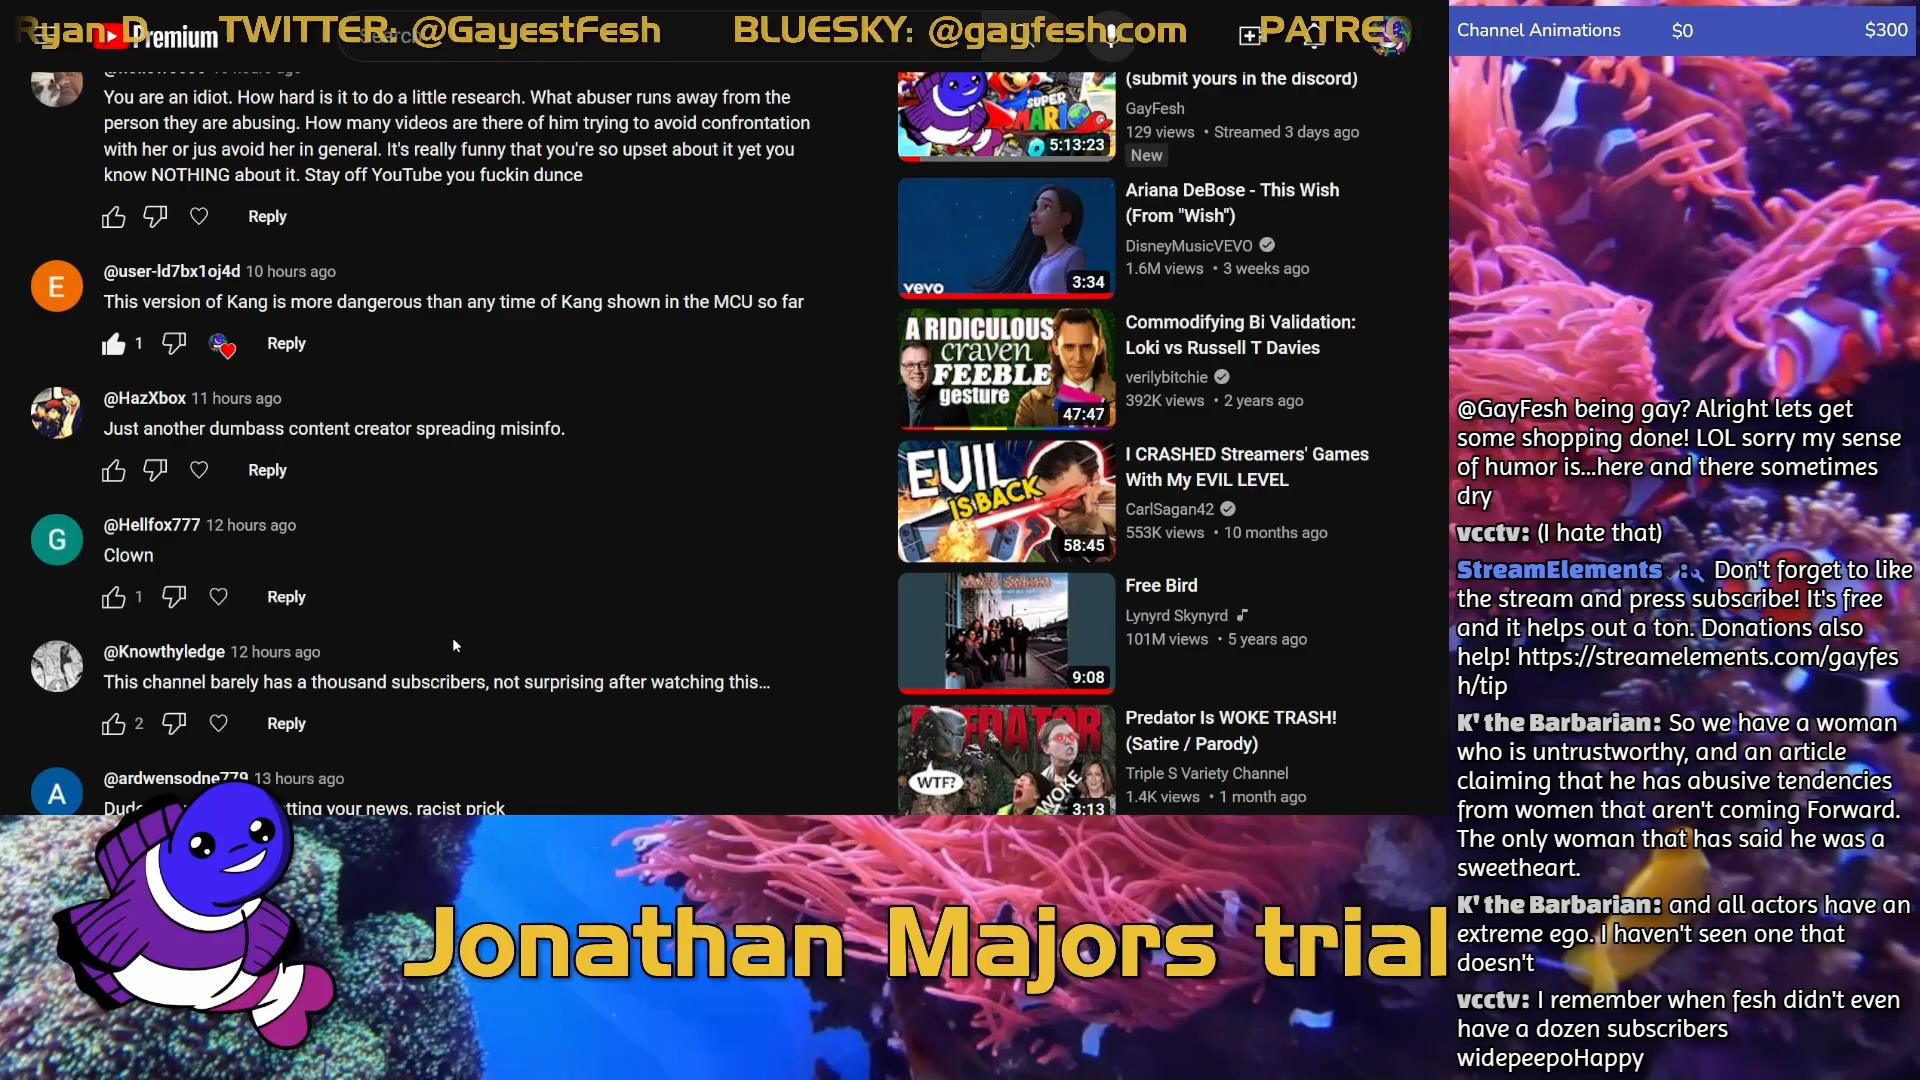 Ryan D
TWITTER: @GayestFesh
BLUESKY: @gayfesh.com
PATREO
Premium
Search
You are an idiot. How hard is it to do a little research. What abuser runs away from the
person they are abusing. How many videos are there of him trying to avoid confrontation
with her or jus avoid her in general. It's really funny that you're so upset about it yet you
know NOTHING about it. Stay off YouTube you fuckin dunce
Reply
E
@user-ld7bx1oj4d 10 hours ago
This version of Kang is more dangerous than any time of Kang shown in the MCU so far
1
Reply
@HazXbox 11 hours ago
Just another dumbass content creator spreading misinfo.
Reply
G
@Hellfox777 12 hours ago
Clown
1
Reply
@Knowthyledge 12 hours ago
This channel barely has a thousand subscribers, not surprising after watching this...
2
Reply
A
@ardwensodne779 13 hours ago
tting your news, racist prick
SUPER
MARIO
5:13:23
(submit yours in the discord)
GayFesh
129 views • Streamed 3 days ago
New
vevo
3:34
Ariana DeBose - This Wish
(From "Wish")
DisneyMusicVEVO
1.6M views • 3 weeks ago
A RIDICULOUS
craven
FEEBLE
gesture
47:47
Commodifying Bi Validation:
Loki vs Russell T Davies
verilybitchie
392K views • 2 years ago
EVIL
IS BACK
58:45
I CRASHED Streamers' Games
With My EVIL LEVEL
CarlSagan42
553K views • 10 months ago
9:08
Free Bird
Lynyrd Skynyrd
101M views • 5 years ago
PREDATOR
WTF?
WOKE
3:13
Predator Is WOKE TRASH!
(Satire / Parody)
Triple S Variety Channel
1.4K views • 1 month ago
Jonathan Majors trial
Channel Animations $0 $300
@GayFesh being gay? Alright lets get
some shopping done! LOL sorry my sense
of humor is...here and there sometimes
dry
vcctv: (I hate that)
StreamElements : Don't forget to like
the stream and press subscribe! It's free
and it helps out a ton. Donations also
help! https://streamelements.com/gayfes
h/tip
K' the Barbarian: So we have a woman
who is untrustworthy, and an article
claiming that he has abusive tendencies
from women that aren't coming Forward.
The only woman that has said he was a
sweetheart.
K' the Barbarian: and all actors have an
extreme ego. I haven't seen one that
doesn't
vcctv: I remember when fesh didn't even
have a dozen subscribers
widepeepoHappy